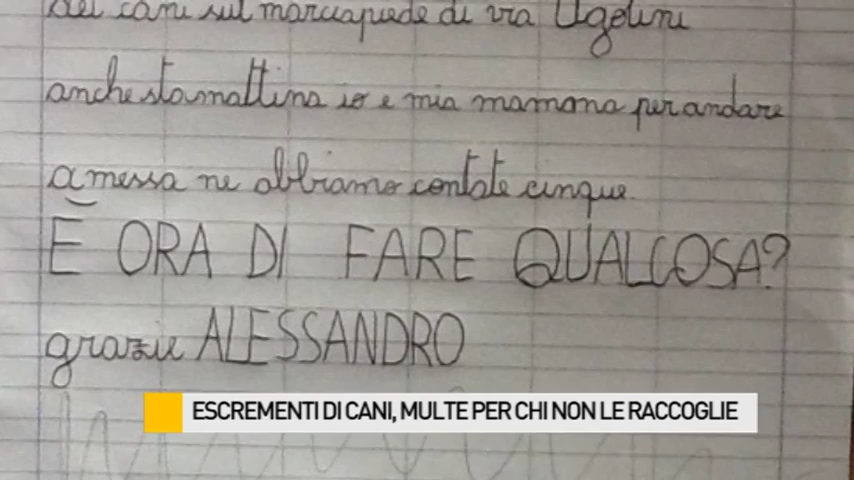 dei cani sul marciapiede di via Ugolini
anche stamattina io e mia mamma per andare
a messa ne abbiamo contate cinque.
È ORA DI FARE QUALCOSA?
grazie ALESSANDRO
ESCREMENTI DI CANI, MULTE PER CHI NON LE RACCOGLIE